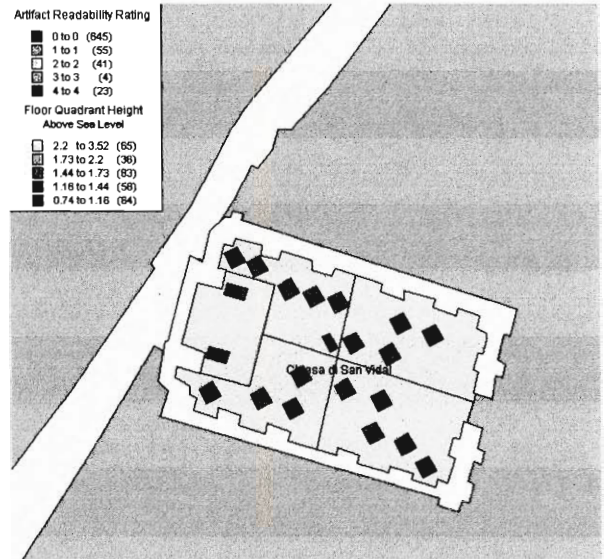 Artifact Readability Rating
0 to 0 (645)
1 to 1 (55)
2 to 2 (41)
3 to 3 (4)
4 to 4 (23)
Floor Quadrant Height
Above Sea Level
2.2 to 3.52 (65)
1.73 to 2.2 (36)
1.44 to 1.73 (83)
1.16 to 1.44 (58)
0.74 to 1.16 (64)
Chiesa di San Vidal